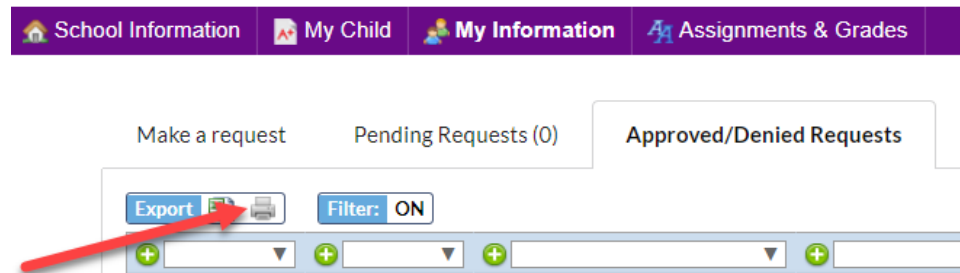 School Information My Child My Information Assignments & Grades
Make a request Pending Requests (0) Approved/Denied Requests
Export Filter: ON